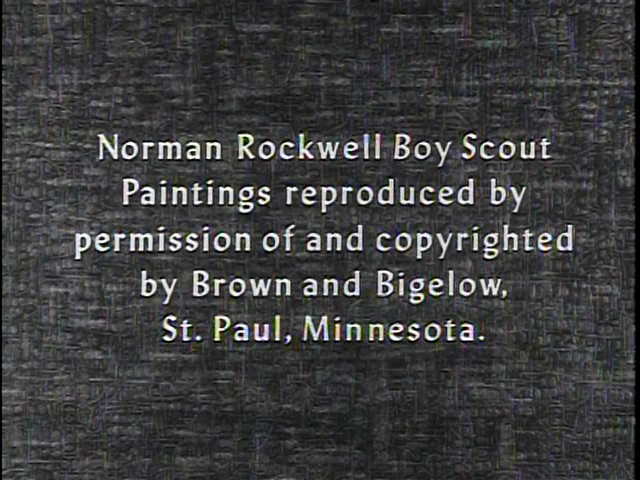 Norman Rockwell Boy Scout
Paintings reproduced by
permission of and copyrighted
by Brown and Bigelow,
St. Paul, Minnesota.